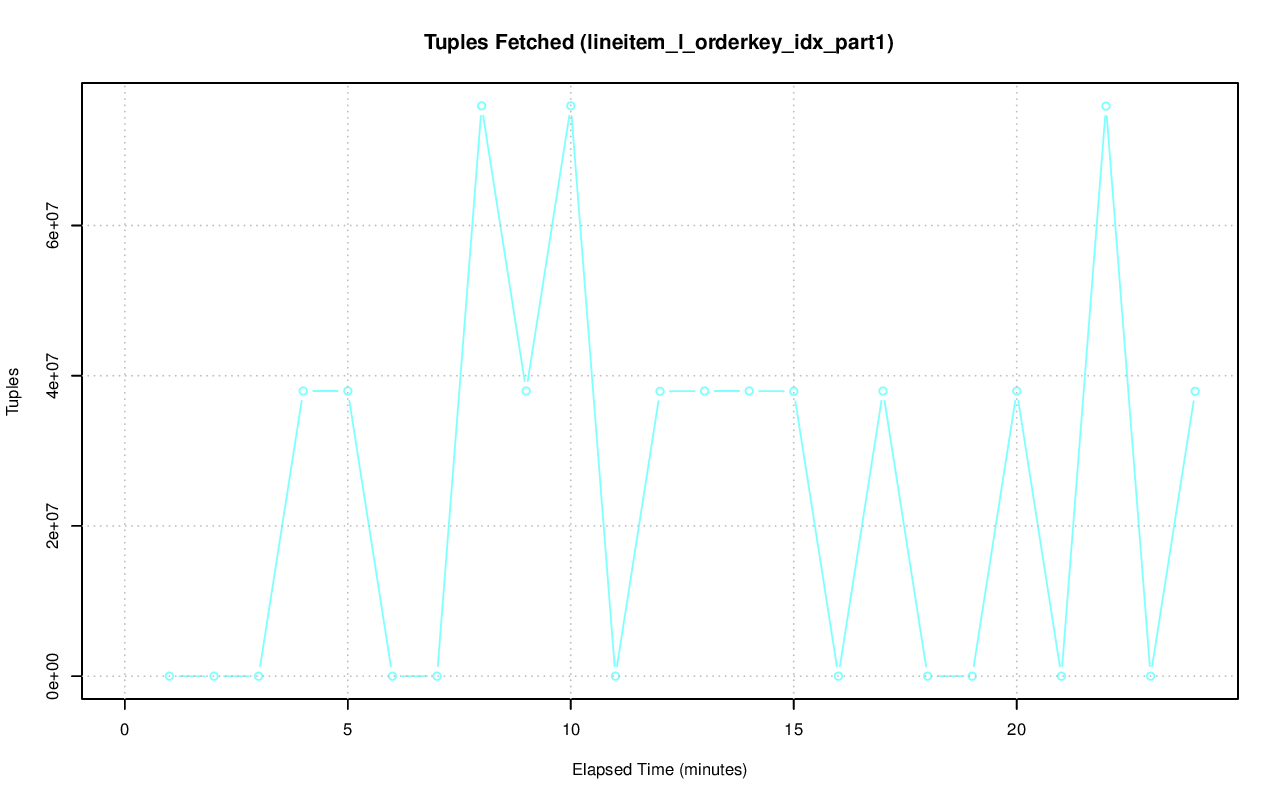 Tuples Fetched (lineitem_l_orderkey_idx_part1)
Tuples
6e+07
4e+07
2e+07
0e+00
0 5 10 15 20
Elapsed Time (minutes)